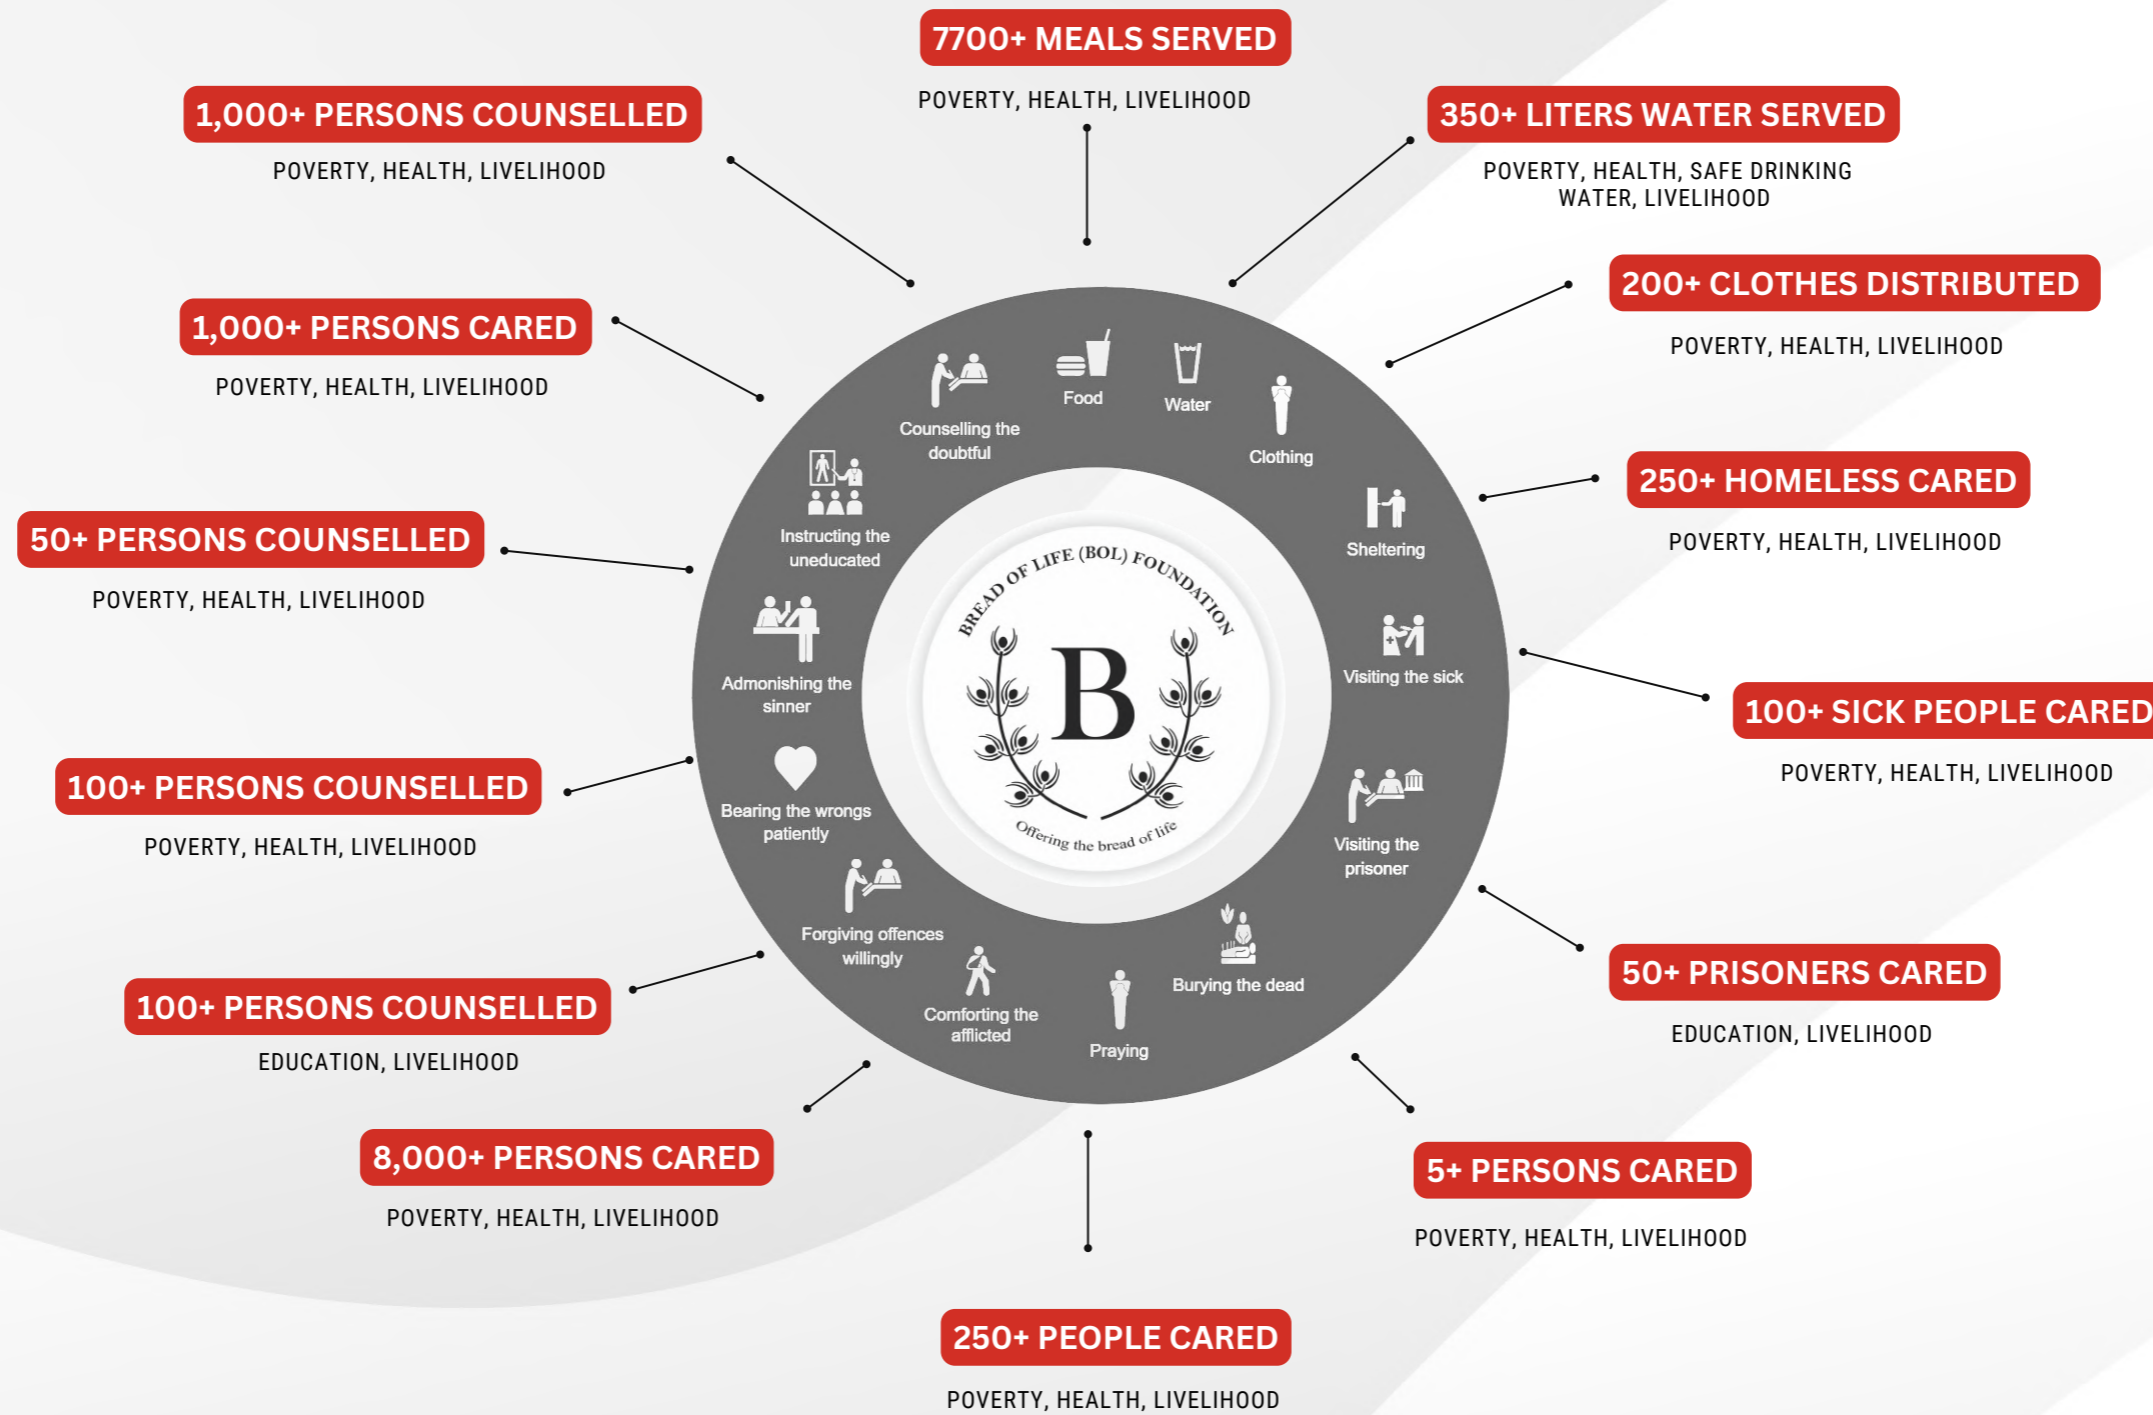 7700+ MEALS SERVED
POVERTY, HEALTH, LIVELIHOOD
350+ LITERS WATER SERVED
POVERTY, HEALTH, SAFE DRINKING
WATER, LIVELIHOOD
200+ CLOTHES DISTRIBUTED
POVERTY, HEALTH, LIVELIHOOD
250+ HOMELESS CARED
POVERTY, HEALTH, LIVELIHOOD
100+ SICK PEOPLE CARED
POVERTY, HEALTH, LIVELIHOOD
50+ PRISONERS CARED
EDUCATION, LIVELIHOOD
5+ PERSONS CARED
POVERTY, HEALTH, LIVELIHOOD
250+ PEOPLE CARED
POVERTY, HEALTH, LIVELIHOOD
8,000+ PERSONS CARED
POVERTY, HEALTH, LIVELIHOOD
100+ PERSONS COUNSELLED
EDUCATION, LIVELIHOOD
100+ PERSONS COUNSELLED
POVERTY, HEALTH, LIVELIHOOD
50+ PERSONS COUNSELLED
POVERTY, HEALTH, LIVELIHOOD
1,000+ PERSONS CARED
POVERTY, HEALTH, LIVELIHOOD
1,000+ PERSONS COUNSELLED
POVERTY, HEALTH, LIVELIHOOD
Food
Water
Clothing
Sheltering
Visiting the sick
Visiting the
prisoner
Burying the dead
Praying
Comforting the
afflicted
Forgiving offences
willingly
Bearing the wrongs
patiently
Admonishing the
sinner
Instructing the
uneducated
Counselling the
doubtful
BREAD OF LIFE (BOL) FOUNDATION
B
Offering the bread of life